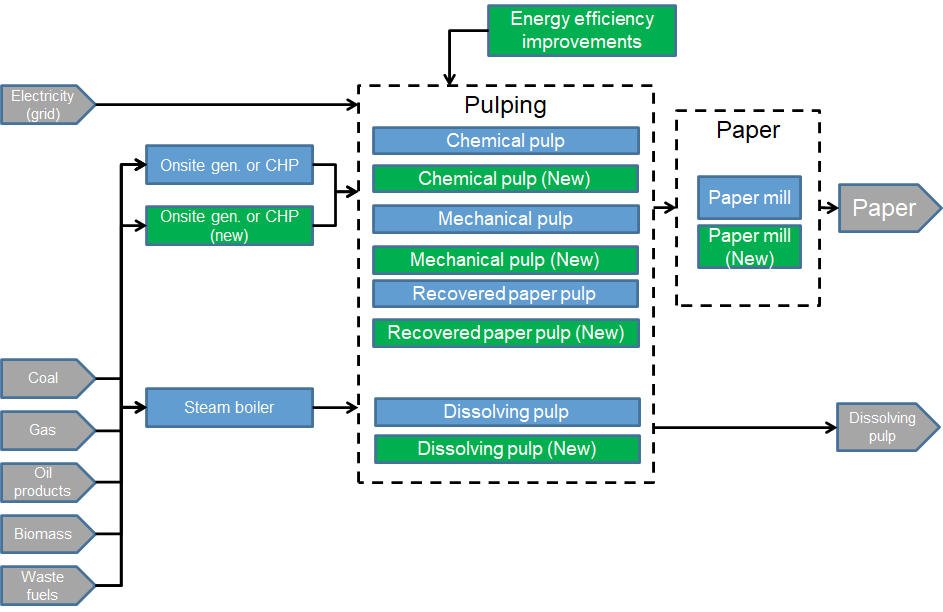 Energy efficiency
improvements
Electricity
(grid)
Pulping
Paper
Chemical pulp
Onsite gen. or CHP
Chemical pulp (New)
Paper mill
Paper
Mechanical pulp
Onsite gen. or CHP
(new)
Paper mill
(New)
Mechanical pulp (New)
Recovered paper pulp
Recovered paper pulp (New)
Coal
Steam boiler
Dissolving pulp
Dissolving
pulp
Gas
Dissolving pulp (New)
Oil
products
Biomass
Waste
fuels